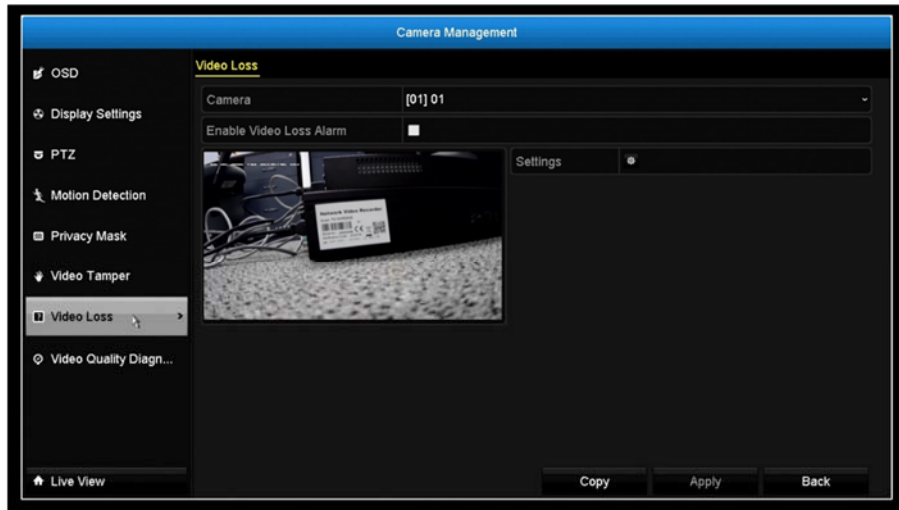 Camera Management
OSD
Display Settings
PTZ
Motion Detection
Privacy Mask
Video Tamper
Video Loss
Video Quality Diagn...
Live View
Video Loss
Camera [01] 01
Enable Video Loss Alarm
Settings
Network Video Recorder
Copy Apply Back